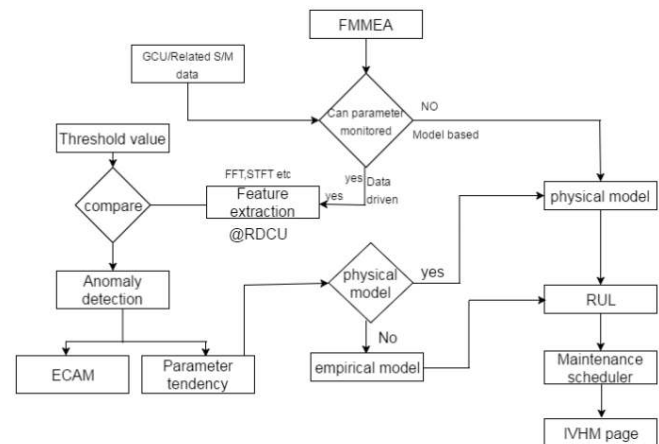 FMMEA
GCU/Related S/M
data
Can parameter
monitored
NO
Model based
Threshold value
FFT,STFT etc
yes
Data
driven
yes
Feature
extraction
@RDCU
compare
physical model
physical
model
yes
Anomaly
detection
RUL
No
ECAM
Parameter
tendency
empirical model
Maintenance
scheduler
IVHM page